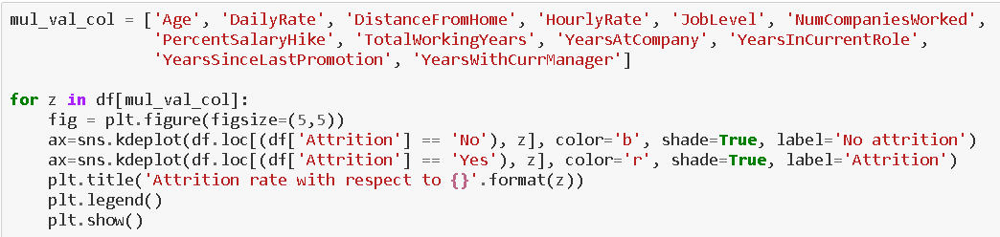 mul_val_col = ['Age', 'DailyRate', 'DistanceFromHome', 'HourlyRate', 'JobLevel', 'NumCompaniesWorked',
               'PercentSalaryHike', 'TotalWorkingYears', 'YearsAtCompany', 'YearsInCurrentRole',
               'YearsSinceLastPromotion', 'YearsWithCurrManager']

for z in df[mul_val_col]:
    fig = plt.figure(figsize=(5,5))
    ax=sns.kdeplot(df.loc[(df['Attrition'] == 'No'), z], color='b', shade=True, label='No attrition')
    ax=sns.kdeplot(df.loc[(df['Attrition'] == 'Yes'), z], color='r', shade=True, label='Attrition')
    plt.title('Attrition rate with respect to {}'.format(z))
    plt.legend()
    plt.show()